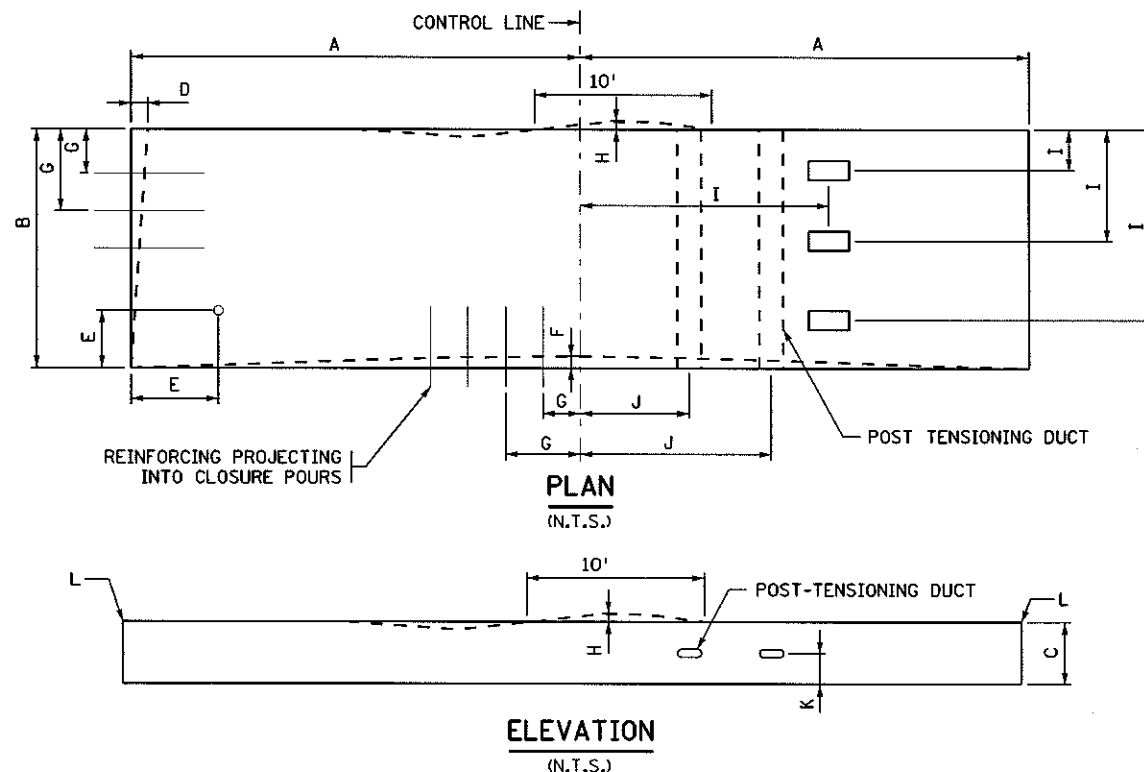 CONTROL LINE
A A
D 10'
G G H I I I
B I
E F
E G J
G J
REINFORCING PROJECTING
INTO CLOSURE POURS
POST TENSIONING DUCT
PLAN
(N.T.S.)
L 10' POST-TENSIONING DUCT L
H C
K
ELEVATION
(N.T.S.)